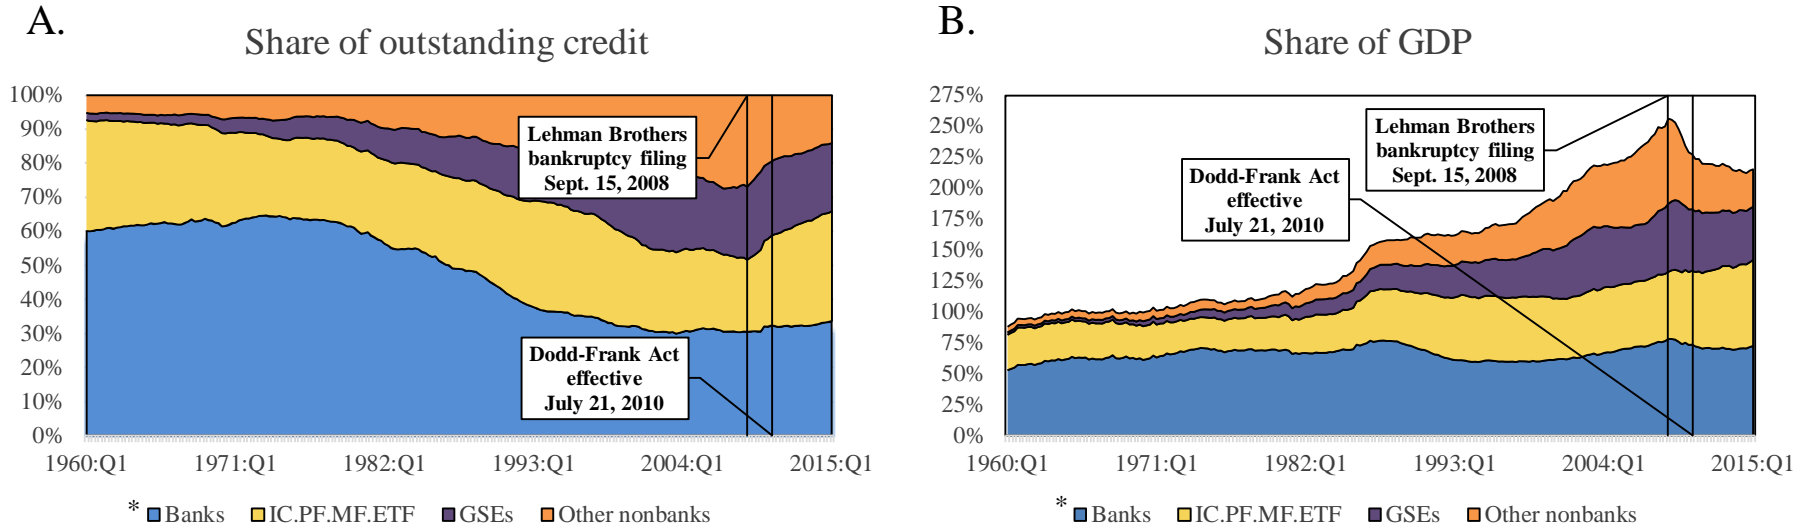 A.
Share of outstanding credit
100%
90%
80%
70%
60%
50%
40%
30%
20%
10%
0%
Lehman Brothers
bankruptcy filing
Sept. 15, 2008
Dodd-Frank Act
effective
July 21, 2010
1960:Q1 1971:Q1 1982:Q1 1993:Q1 2004:Q1 2015:Q1
* Banks IC.PF.MF.ETF GSEs Other nonbanks
B.
Share of GDP
275%
250%
225%
200%
175%
150%
125%
100%
75%
50%
25%
0%
Lehman Brothers
bankruptcy filing
Sept. 15, 2008
Dodd-Frank Act
effective
July 21, 2010
1960:Q1 1971:Q1 1982:Q1 1993:Q1 2004:Q1 2015:Q1
* Banks IC.PF.MF.ETF GSEs Other nonbanks